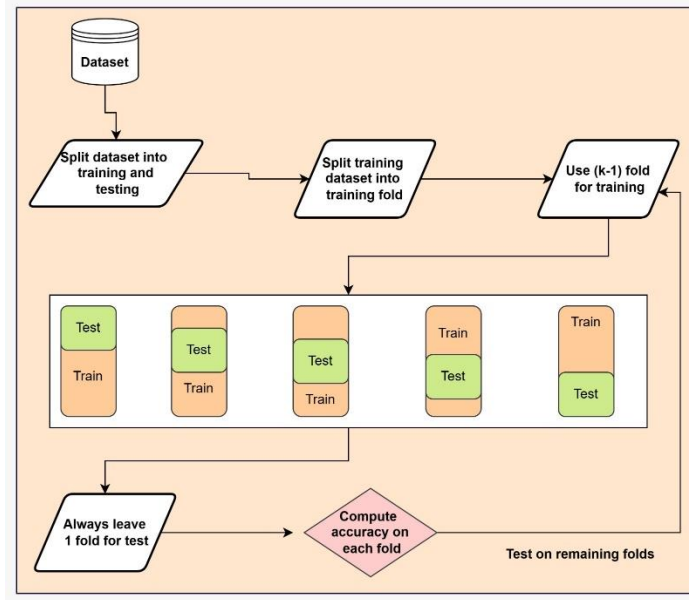 Dataset
Split dataset into
training and
testing
Split training
dataset into
training fold
Use (k-1) fold
for training
Test
Train
Test
Train
Test
Train
Train
Test
Train
Test
Always leave
1 fold for test
Compute
accuracy on
each fold
Test on remaining folds